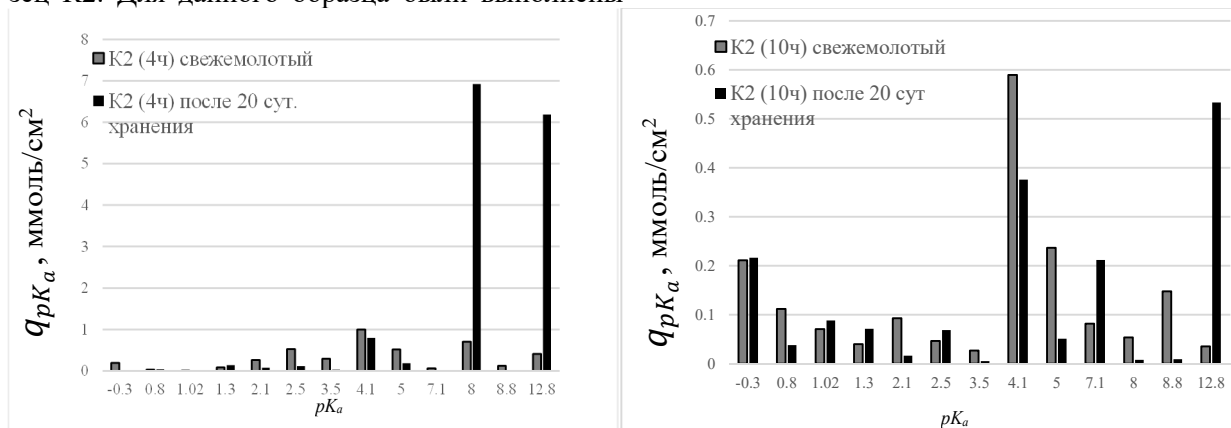 зец К2. Для данного образца были выполнены
8
7
6
5
4
3
2
1
0
К2 (4ч) свежемолотый
К2 (4ч) после 20 сут.
хранения
q_pKₐ, ммоль/см²
-0.3 0.8 1.02 1.3 2.1 2.5 3.5 4.1 5 7.1 8 8.8 12.8
pKₐ
0.7
0.6
0.5
0.4
0.3
0.2
0.1
0
К2 (10ч) свежемолотый
К2 (10ч) после 20 сут
хранения
q_pKₐ, ммоль/см²
-0.3 0.8 1.02 1.3 2.1 2.5 3.5 4.1 5 7.1 8 8.8 12.8
pKₐ